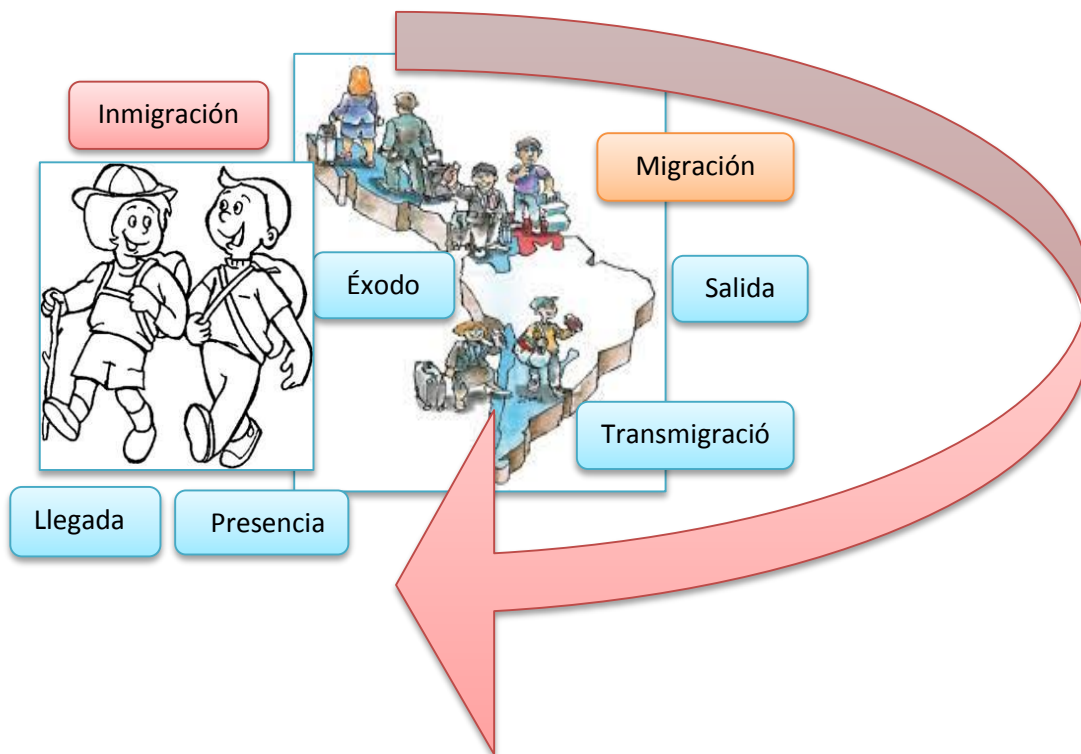 Inmigración
Migración
Éxodo
Salida
Transmigració
Llegada
Presencia